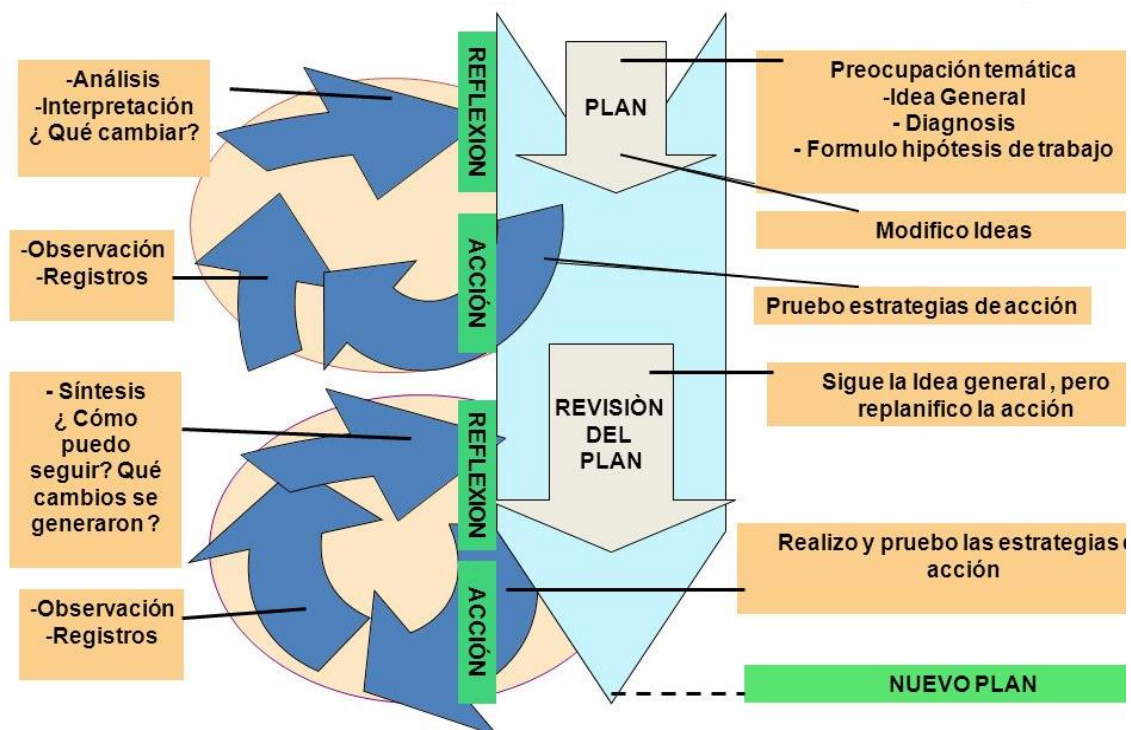 -Análisis
-Interpretación
¿ Qué cambiar?
REFLEXION
PLAN
Preocupación temática
-Idea General
- Diagnosis
- Formulo hipótesis de trabajo
Modifico Ideas
-Observación
-Registros
ACCIÓN
Pruebo estrategias de acción
- Síntesis
¿ Cómo
puedo
seguir? Qué
cambios se
generaron ?
REFLEXION
REVISIÒN
DEL
PLAN
Sigue la Idea general , pero
replanifico la acción
-Observación
-Registros
ACCIÓN
Realizo y pruebo las estrategias
acción
NUEVO PLAN